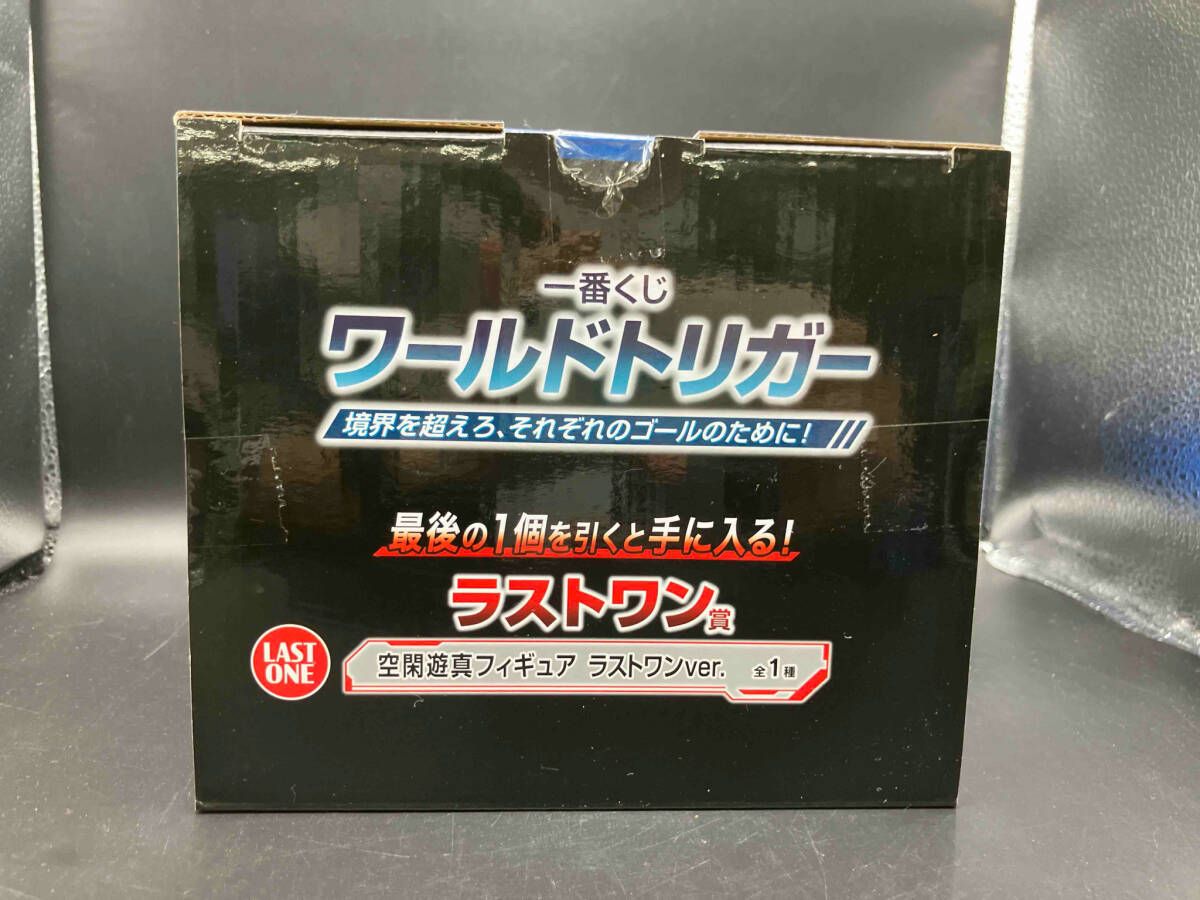 一番くじ
ワールドトリガー
境界を超えろ、それぞれのゴールのために!
最後の1個を引くと手に入る!
ラストワン賞
LAST
ONE
空閑遊真フィギュア ラストワンver. 全1種